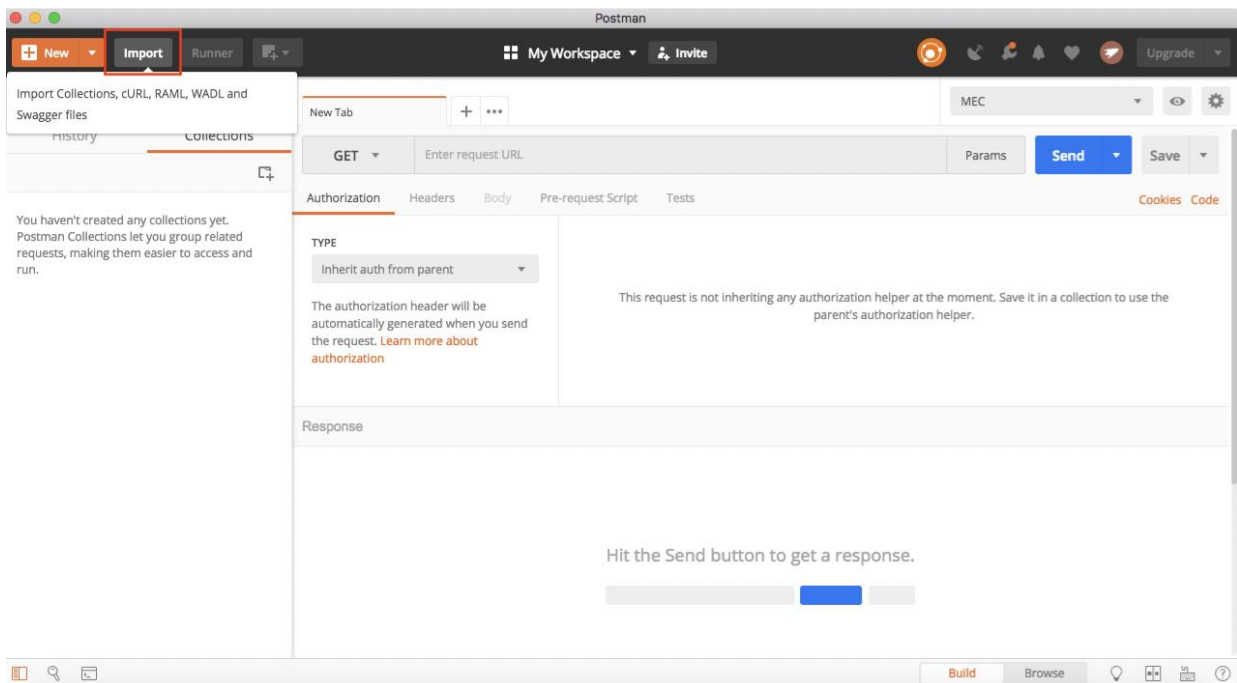 Postman
New
Import
Runner
My Workspace
Invite
Upgrade
Import Collections, cURL, RAML, WADL and
Swagger files
History
Collections
You haven't created any collections yet.
Postman Collections let you group related
requests, making them easier to access and
run.
New Tab
MEC
GET
Enter request URL
Params
Send
Save
Authorization
Headers
Body
Pre-request Script
Tests
Cookies
Code
TYPE
Inherit auth from parent
The authorization header will be
automatically generated when you send
the request. Learn more about
authorization
This request is not inheriting any authorization helper at the moment. Save it in a collection to use the
parent's authorization helper.
Response
Hit the Send button to get a response.
Build
Browse